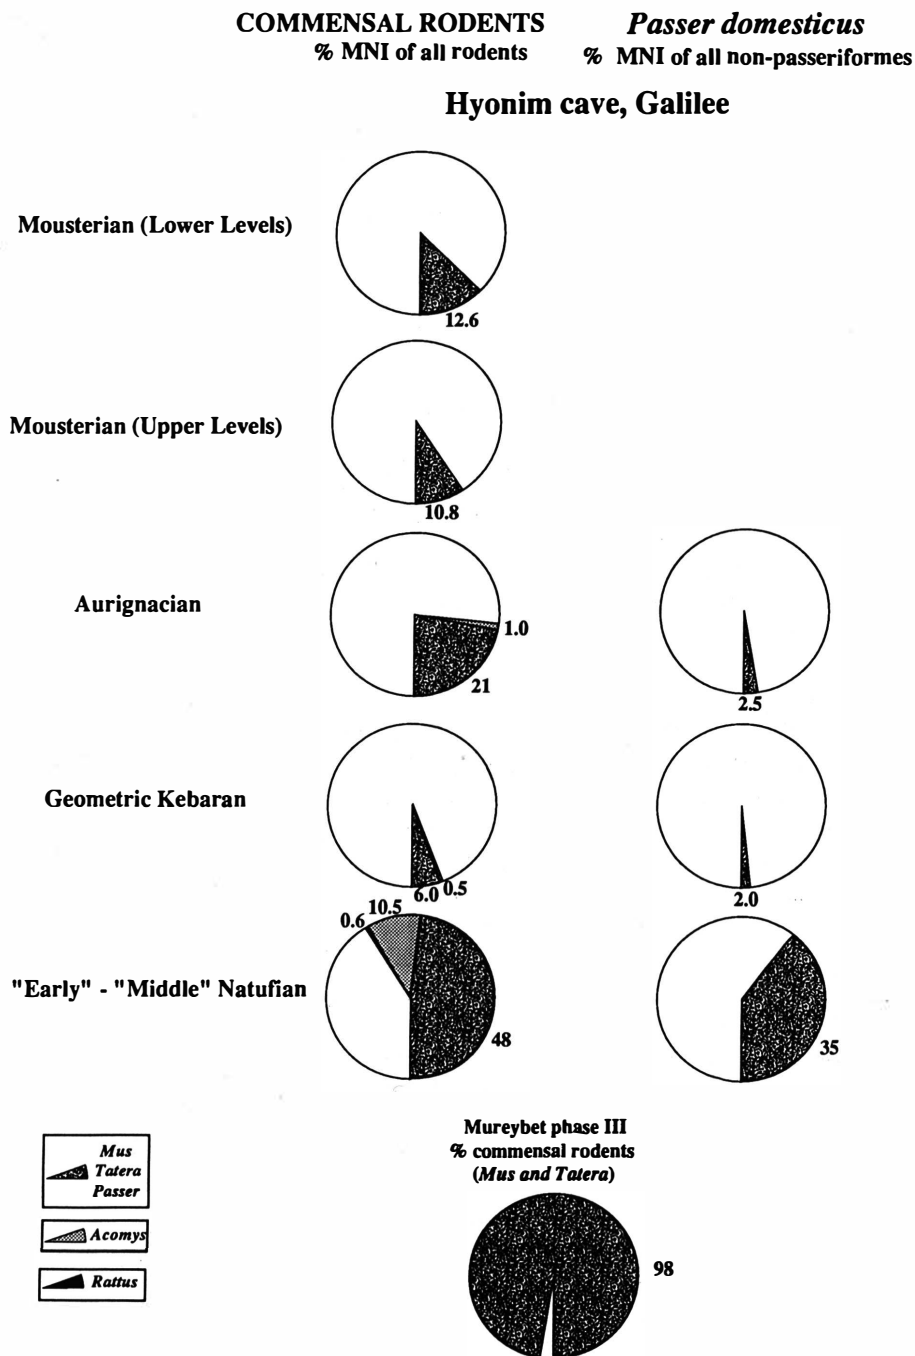 COMMENSAL RODENTS
% MNI of all rodents
Passer domesticus
% MNI of all non-passeriformes
Hyonim cave, Galilee
Mousterian (Lower Levels)
12.6
Mousterian (Upper Levels)
10.8
Aurignacian
1.0
21
2.5
Geometric Kebaran
6.0
0.5
2.0
"Early" - "Middle" Natufian
0.6
10.5
48
35
Mus
Tatera
Passer
Acomys
Rattus
Mureybet phase III
% commensal rodents
(Mus and Tatera)
98